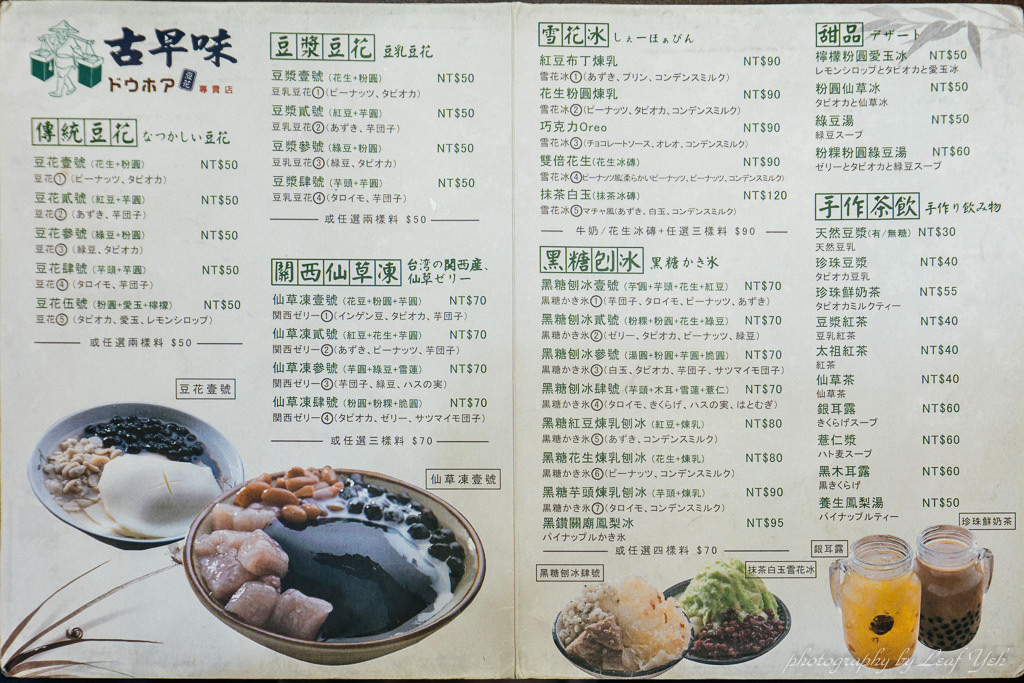 古早味
ドウホア 豆花 專賣店
傳統豆花 なつかしい豆花
豆花壹號 (花生+粉圓) NT$50
豆花① (ピーナッツ、タピオカ)
豆花貳號 (紅豆+芋圓) NT$50
豆花② (あずき、芋団子)
豆花參號 (綠豆+粉圓) NT$50
豆花③ (緑豆、タピオカ)
豆花肆號 (芋頭+芋圓) NT$50
豆花④ (タロイモ、芋団子)
豆花伍號 (粉圓+愛玉+檸檬) NT$50
豆花⑤ (タピオカ、愛玉、レモンシロップ)
或任選兩樣料 $50
豆花壹號
豆漿豆花 豆乳豆花
豆漿壹號 (花生+粉圓) NT$50
豆乳豆花①(ピーナッツ、タピオカ)
豆漿貳號 (紅豆+芋圓) NT$50
豆乳豆花②(あずき、芋団子)
豆漿參號 (綠豆+粉圓) NT$50
豆乳豆花③(緑豆、タピオカ)
豆漿肆號 (芋頭+芋圓) NT$50
豆乳豆花④(タロイモ、芋団子)
或任選兩樣料 $50
關西仙草凍 台湾の関西産、仙草ゼリー
仙草凍壹號 (花豆+粉圓+芋圓) NT$70
関西ゼリー①(インゲン豆、タピオカ、芋団子)
仙草凍貳號 (紅豆+花生+芋圓) NT$70
関西ゼリー②(あずき、ピーナッツ、芋団子)
仙草凍參號 (芋圓+綠豆+雪蓮) NT$70
関西ゼリー③(芋団子、緑豆、ハスの実)
仙草凍肆號 (粉圓+粉粿+脆圓) NT$70
関西ゼリー④(タピオカ、ゼリー、サツマイモ団子)
或任選三樣料 $70
仙草凍壹號
雪花冰 しぇーほぁびん
紅豆布丁煉乳 NT$90
雪花冰①(あずき、プリン、コンデンスミルク)
花生粉圓煉乳 NT$90
雪花冰②(ピーナッツ、タピオカ、コンデンスミルク)
巧克力Oreo NT$90
雪花冰③(チョコレートソース、オレオ、コンデンスミルク)
雙倍花生(花生冰磚) NT$90
雪花冰④(ピーナッツ風柔らかいピーナッツ、ピーナッツ、コンデンスミルク)
抹茶白玉(抹茶冰磚) NT$120
雪花冰⑤マチャ風(あずき、白玉、コンデンスミルク)
牛奶/花生冰磚+任選三樣料 $90
黑糖刨冰 黒糖かき氷
黑糖刨冰壹號 (芋圓+芋頭+花生+紅豆) NT$70
黒糖かき氷①(芋団子、タロイモ、ピーナッツ、あずき)
黑糖刨冰貳號 (粉粿+粉圓+花生+綠豆) NT$70
黒糖かき氷②(ゼリー、タピオカ、ピーナッツ、緑豆)
黑糖刨冰參號 (湯圓+粉圓+芋圓+脆圓) NT$70
黒糖かき氷③(白玉、タピオカ、芋団子、サツマイモ団子)
黑糖刨冰肆號 (芋頭+木耳+雪蓮+薏仁) NT$70
黒糖かき氷④(タロイモ、きくらげ、ハスの実、はとむぎ)
黑糖紅豆煉乳刨冰 (紅豆+煉乳) NT$80
黒糖かき氷⑤(あずき、コンデンスミルク)
黑糖花生煉乳刨冰 (花生+煉乳) NT$80
黒糖かき氷⑥(ピーナッツ、コンデンスミルク)
黑糖芋頭煉乳刨冰 (芋頭+煉乳) NT$90
黒糖かき氷⑦(タロイモ、コンデンスミルク)
黑鑽關廟鳳梨冰 NT$95
パイナップルかき氷
或任選四樣料 $70
黑糖刨冰肆號
抹茶白玉雪花冰
甜品 デザート
檸檬粉圓愛玉冰 NT$50
レモンシロップとタピオカと愛玉冰
粉圓仙草冰 NT$50
タピオカと仙草冰
綠豆湯 NT$50
緑豆スープ
粉粿粉圓綠豆湯 NT$60
ゼリーとタピオカと緑豆スープ
手作茶飲 手作り飲み物
天然豆漿(有/無糖) NT$30
天然豆乳
珍珠豆漿 NT$40
タピオカ豆乳
珍珠鮮奶茶 NT$55
タピオカミルクティー
豆漿紅茶 NT$40
豆乳紅茶
太祖紅茶 NT$40
紅茶
仙草茶 NT$40
仙草茶
銀耳露 NT$60
きくらげスープ
薏仁漿 NT$60
ハト麦スープ
黑木耳露 NT$60
黒きくらげ
養生鳳梨湯 NT$50
パイナップルティー
珍珠鮮奶茶
銀耳露
photography by Leaf Yeh